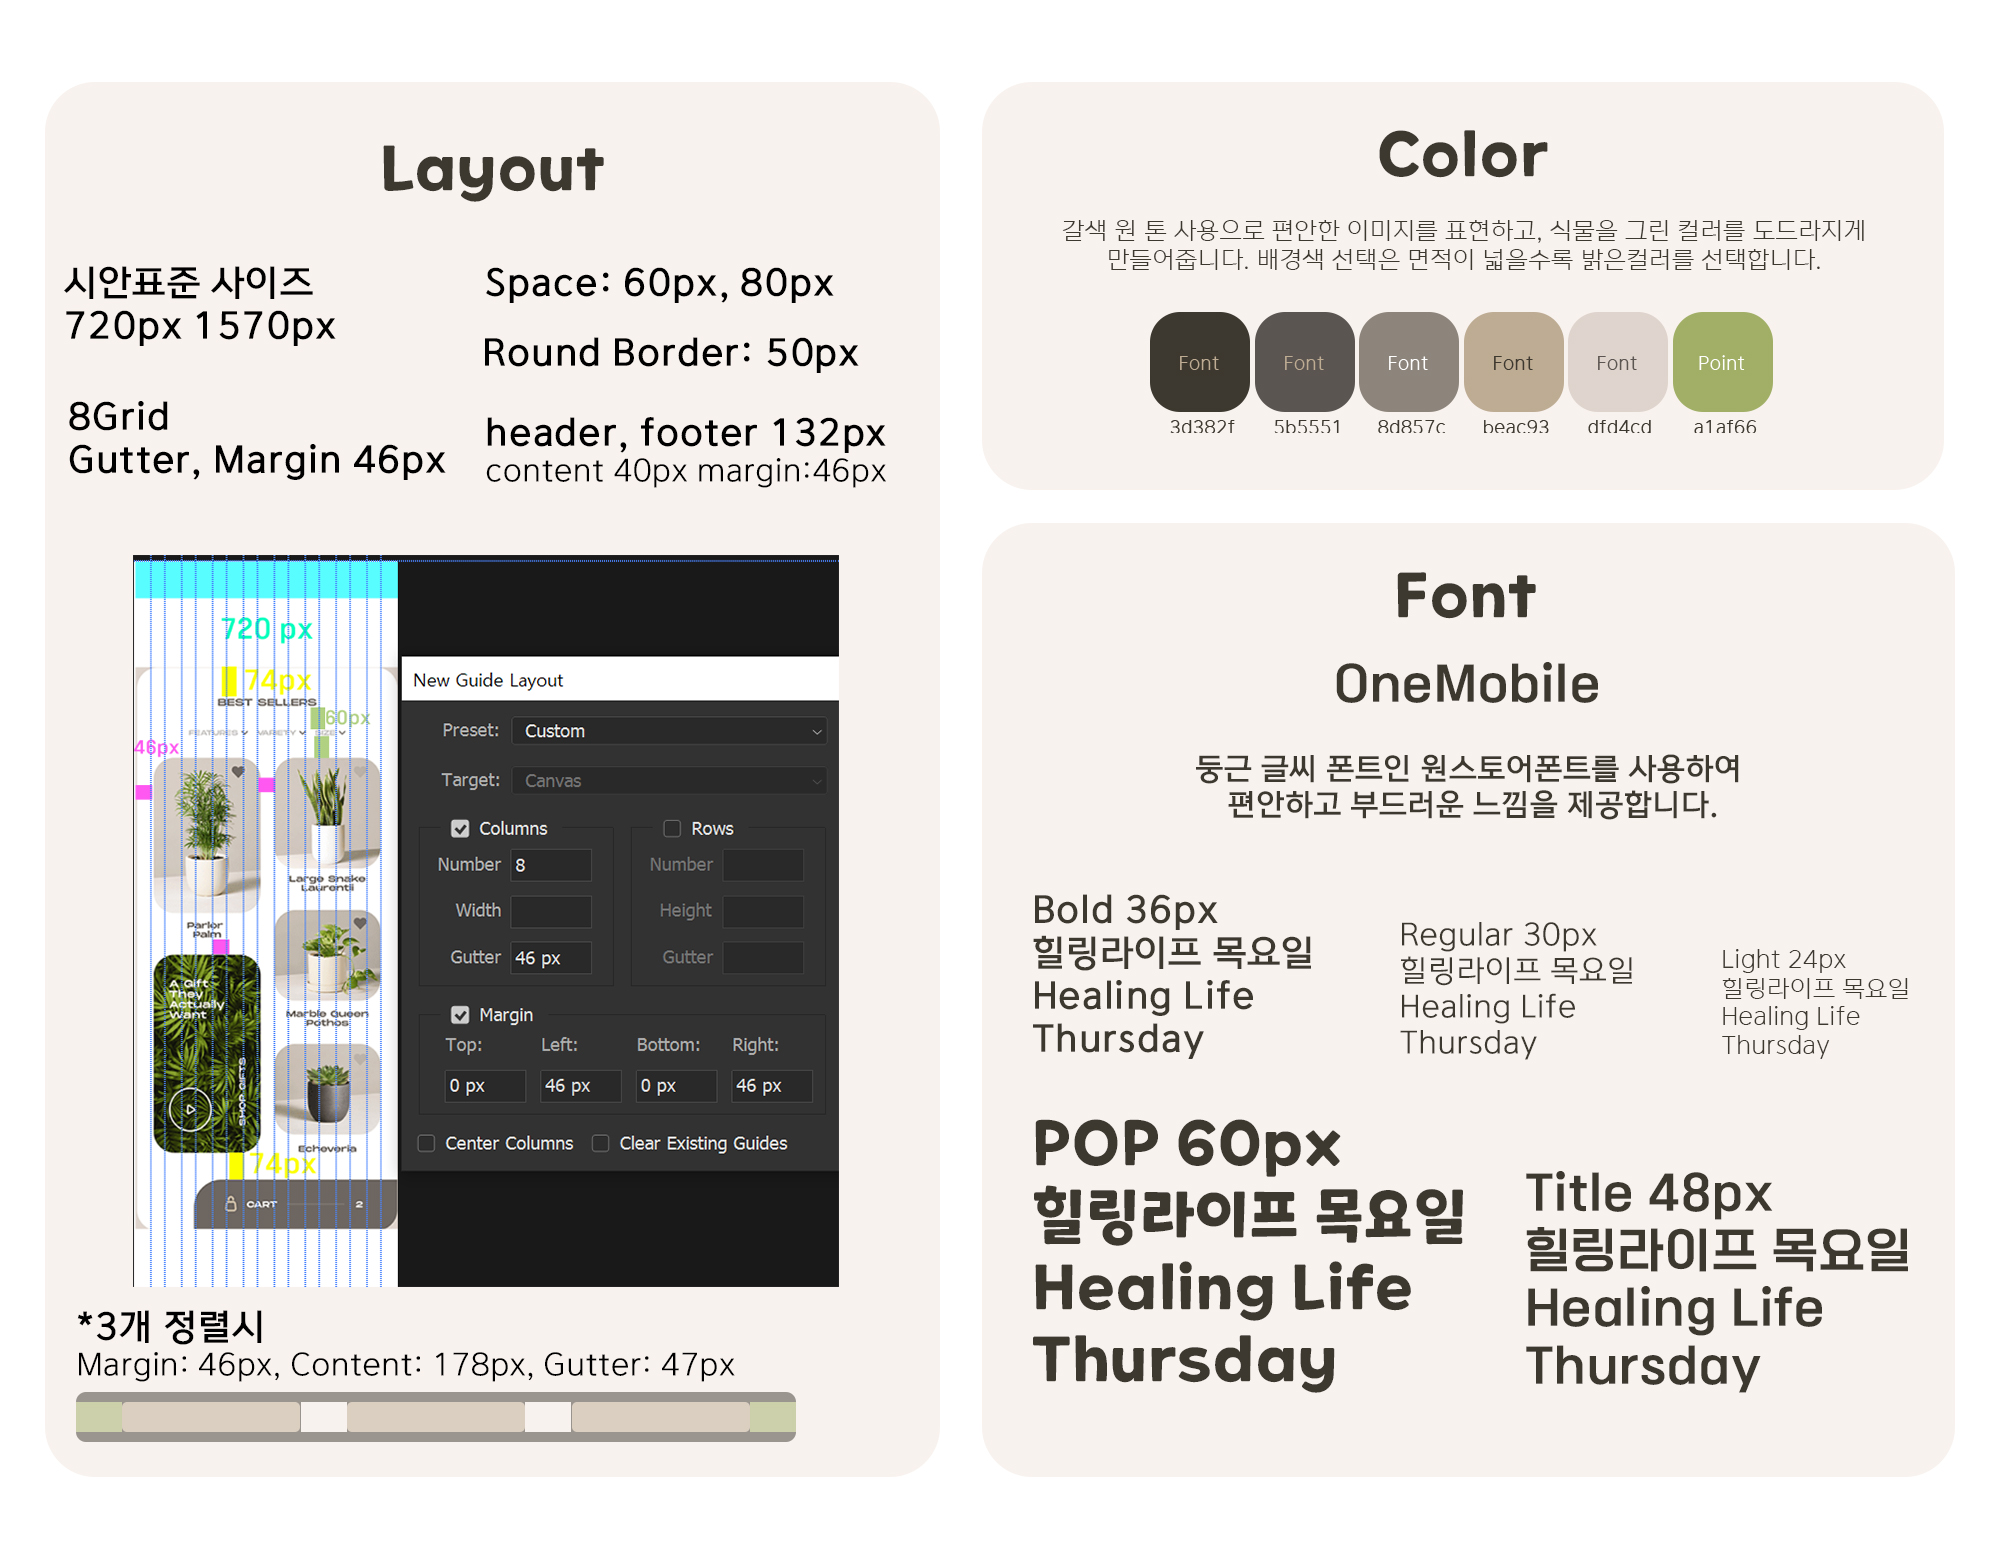 Layout
시안표준 사이즈
720px 1570px
8Grid
Gutter, Margin 46px
Space: 60px, 80px
Round Border: 50px
header, footer 132px
content 40px margin:46px
720 px
74px
BEST SELLERS
60px
FEATURES
VARIETY
SIZE
46px
Large Snake
Laurentii
Parlor
Palm
A Gift
They
Actually
Want
SHOP GIFTS
Marble Queen
Pothos
Echeveria
74px
CART
2
New Guide Layout
Preset: Custom
Target: Canvas
Columns
Number 8
Width
Gutter 46 px
Rows
Number
Height
Gutter
Margin
Top: Left: Bottom: Right:
0 px 46 px 0 px 46 px
Center Columns Clear Existing Guides
*3개 정렬시
Margin: 46px, Content: 178px, Gutter: 47px
Color
갈색 원 톤 사용으로 편안한 이미지를 표현하고, 식물을 그린 컬러를 도드라지게
만들어줍니다. 배경색 선택은 면적이 넓을수록 밝은컬러를 선택합니다.
Font Font Font Font Font Point
3d382f 5b5551 8d857c beac93 dfd4cd a1af66
Font
OneMobile
둥근 글씨 폰트인 원스토어폰트를 사용하여
편안하고 부드러운 느낌을 제공합니다.
Bold 36px
힐링라이프 목요일
Healing Life
Thursday
Regular 30px
힐링라이프 목요일
Healing Life
Thursday
Light 24px
힐링라이프 목요일
Healing Life
Thursday
POP 60px
힐링라이프 목요일
Healing Life
Thursday
Title 48px
힐링라이프 목요일
Healing Life
Thursday